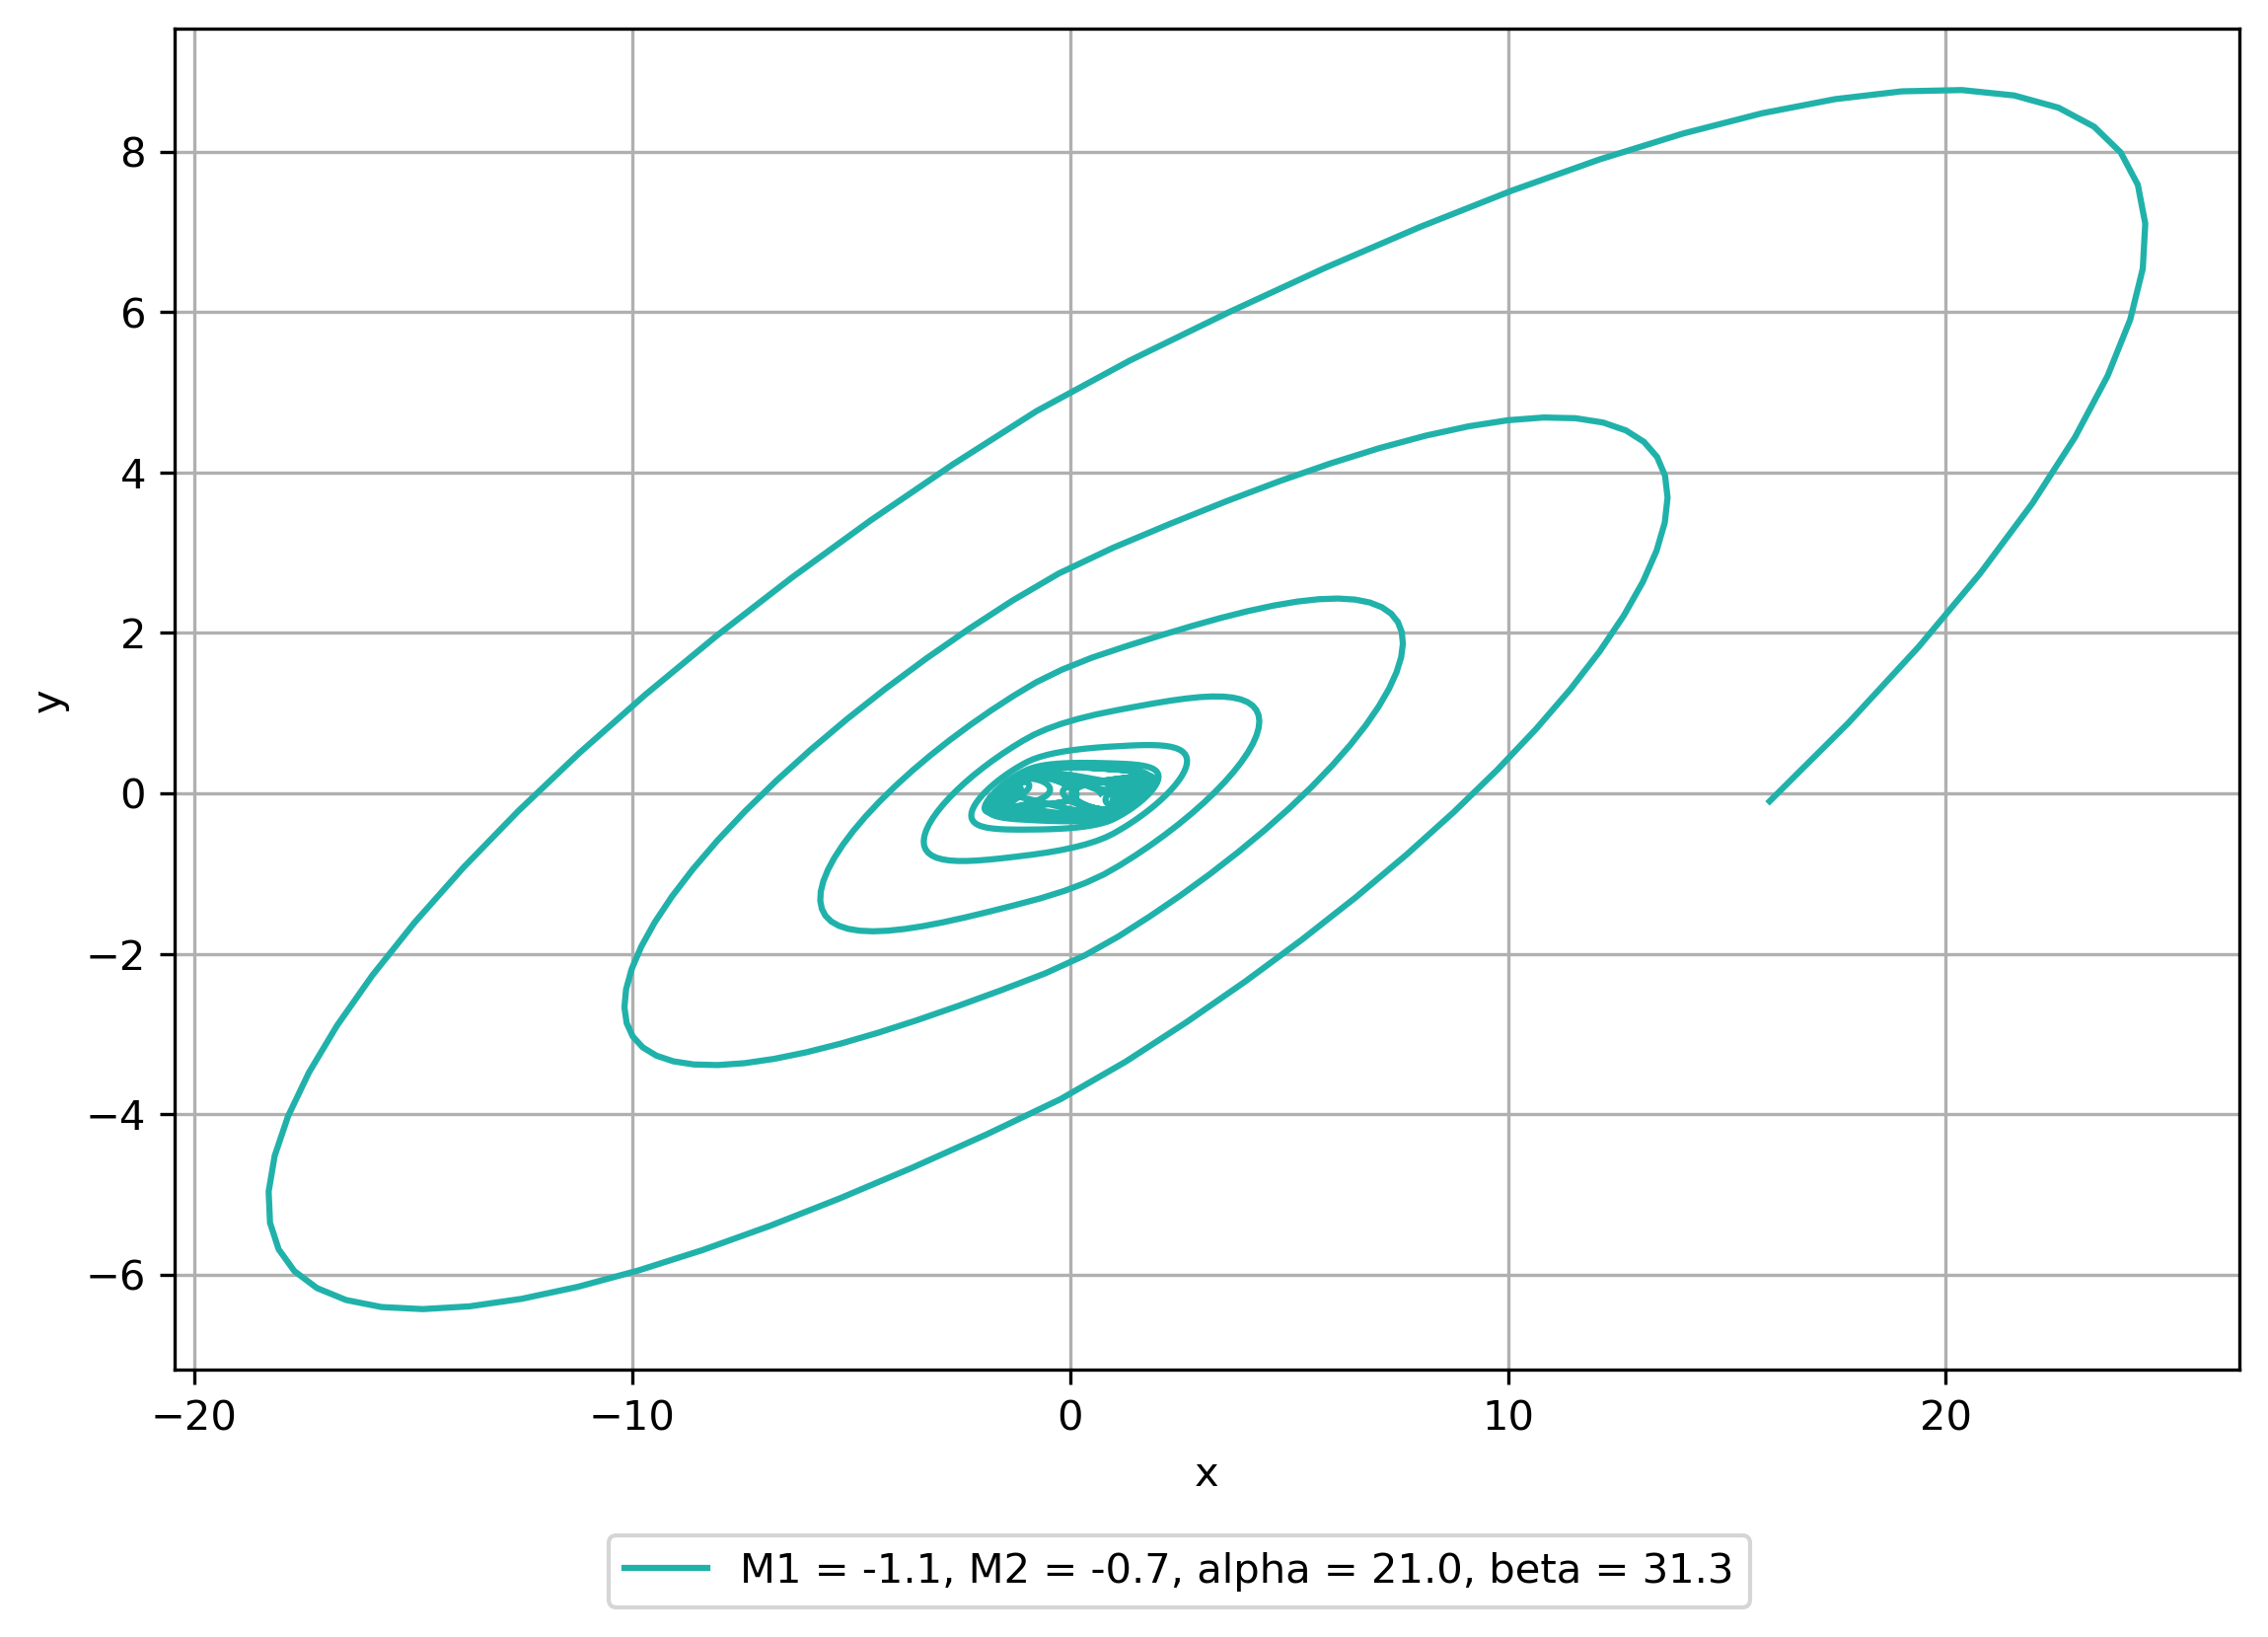 8
6
4
2
0
−2
−4
−6
y
−20 −10 0 10 20
x
M1 = -1.1, M2 = -0.7, alpha = 21.0, beta = 31.3